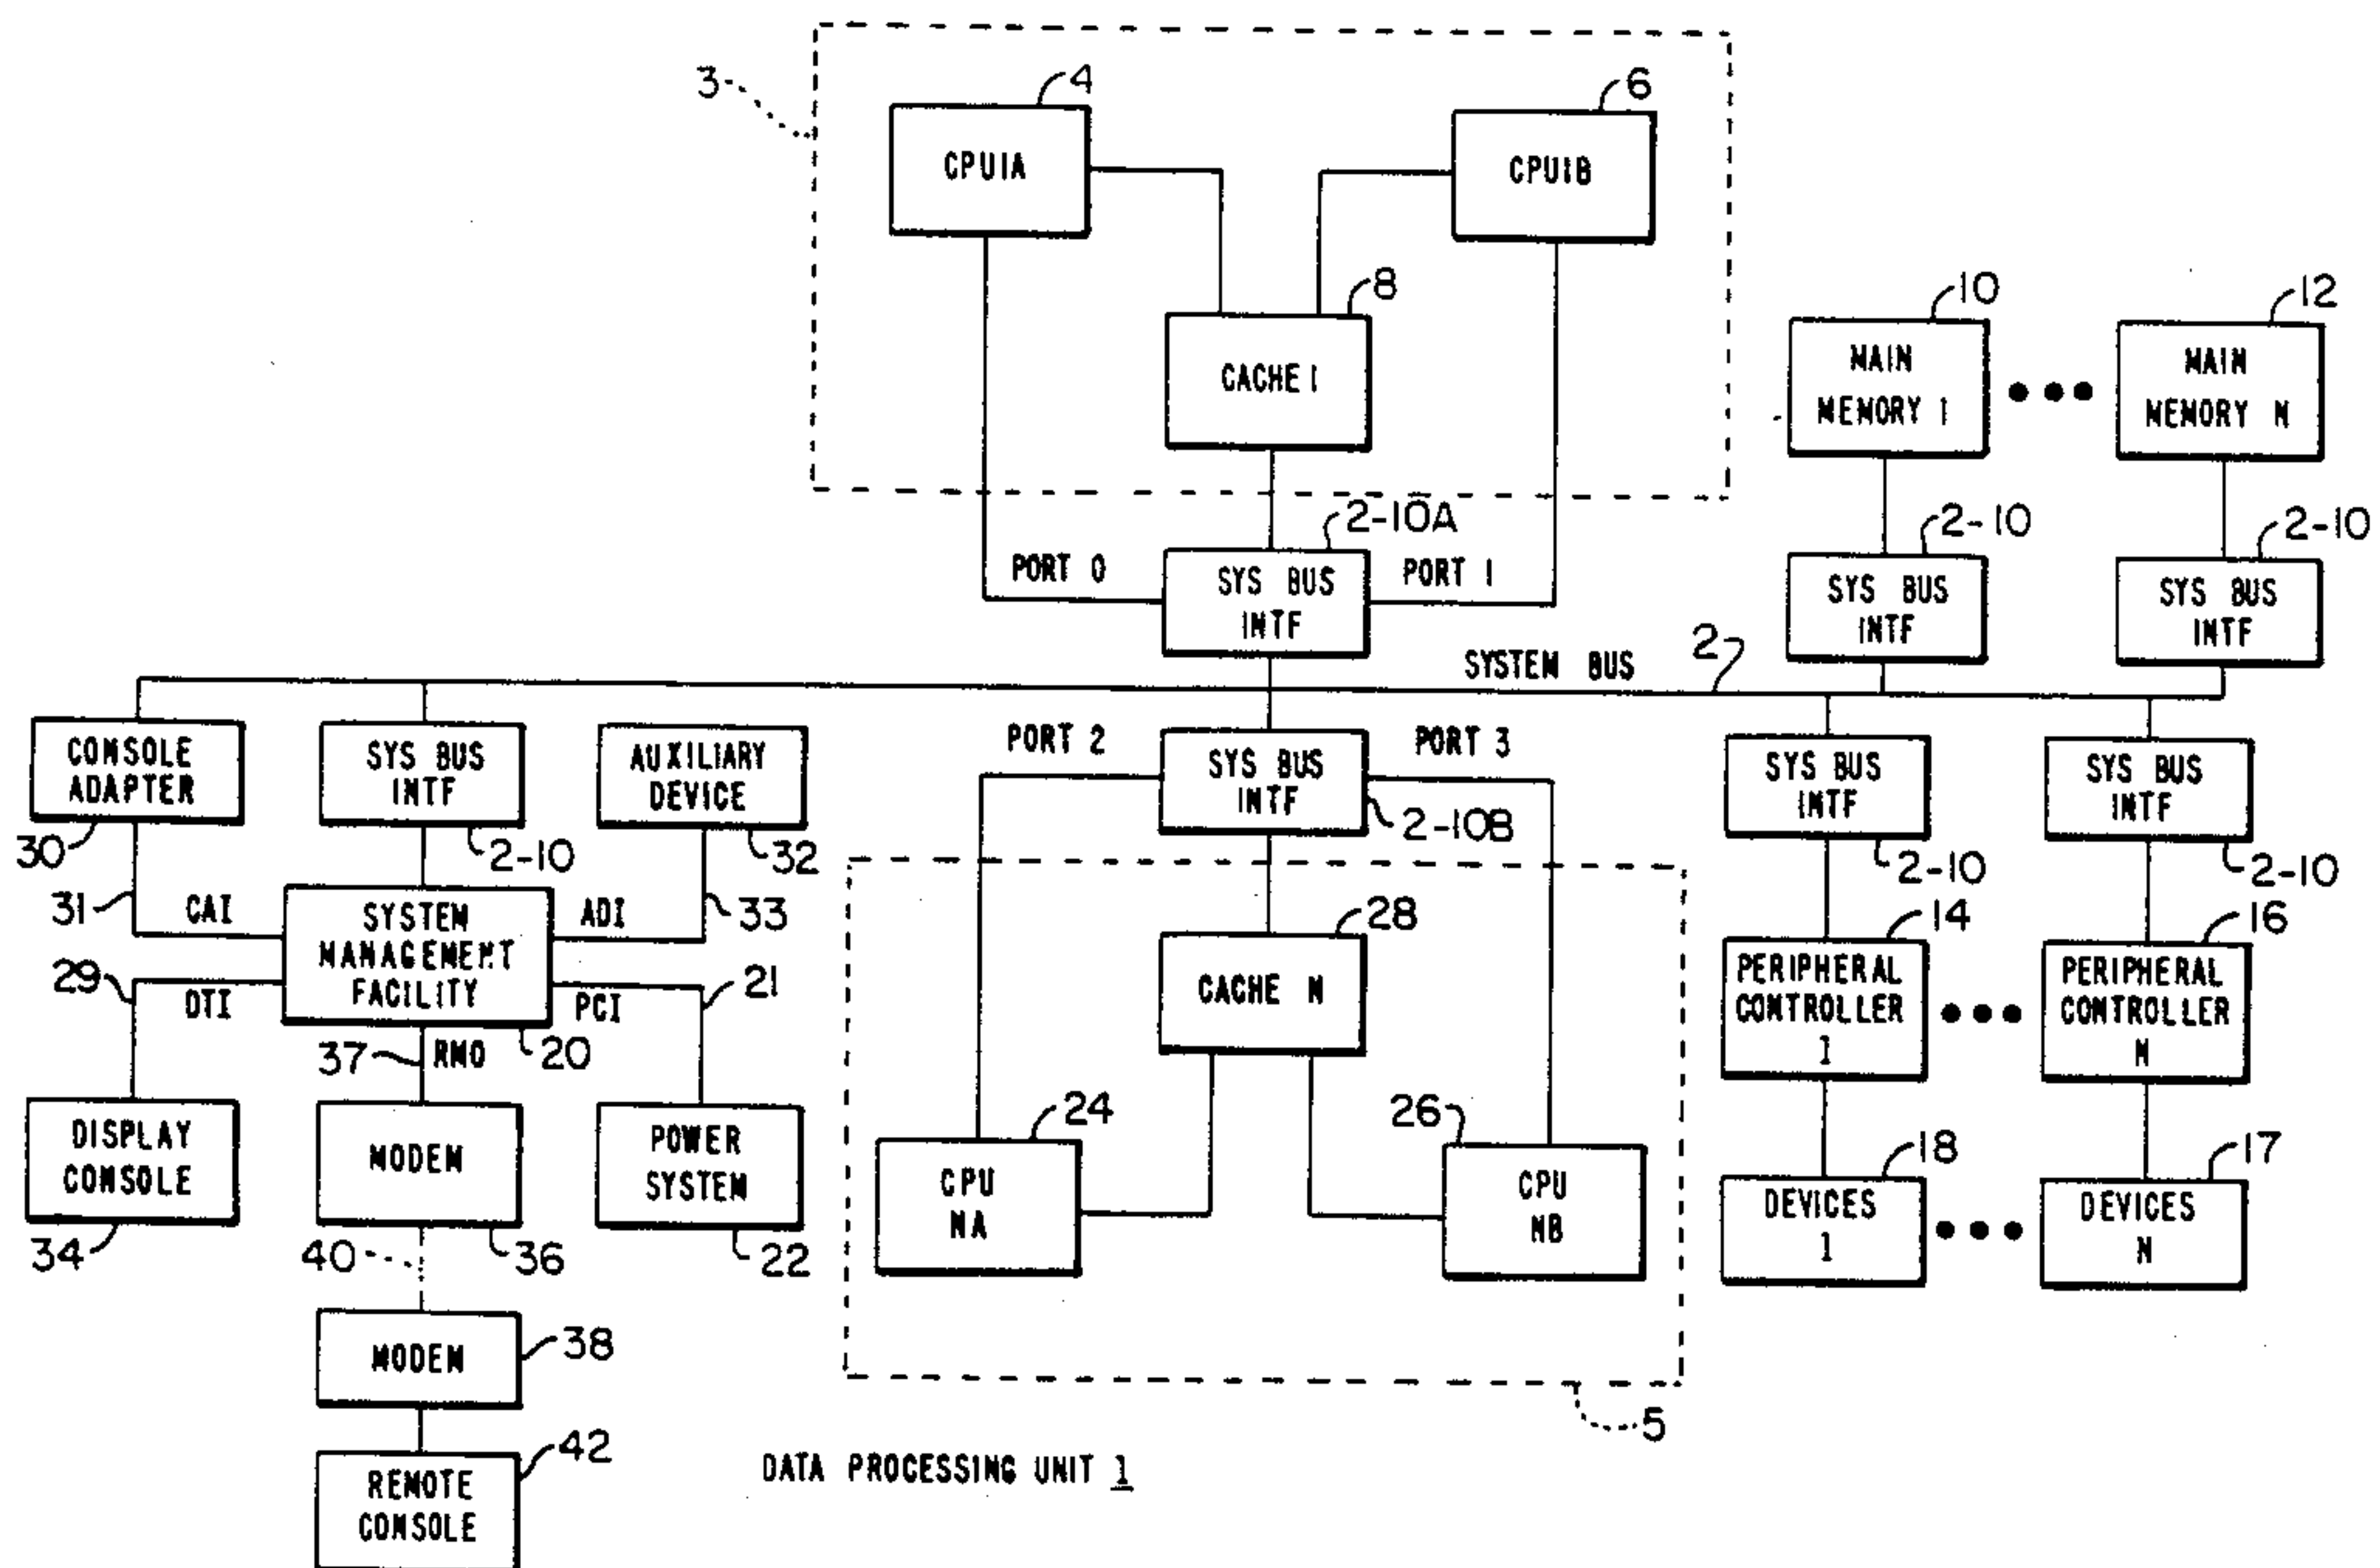 3
4
6
CPU1A
CPU1B
8
CACHE 1
10
12
MAIN
MEMORY 1
MAIN
MEMORY N
2-10A
2-10
2-10
PORT 0
SYS BUS
INTF
PORT 1
SYS BUS
INTF
SYS BUS
INTF
SYSTEM BUS
2
CONSOLE
ADAPTER
30
SYS BUS
INTF
2-10
AUXILIARY
DEVICE
32
PORT 2
SYS BUS
INTF
PORT 3
2-10B
SYS BUS
INTF
2-10
SYS BUS
INTF
2-10
31
CAI
SYSTEM
MANAGEMENT
FACILITY
ADI
33
29
DTI
PCI
21
37
RMO
20
28
CACHE N
14
PERIPHERAL
CONTROLLER
1
16
PERIPHERAL
CONTROLLER
N
DISPLAY
CONSOLE
34
MODEM
36
POWER
SYSTEM
22
24
CPU
NA
26
CPU
NB
18
DEVICES
1
17
DEVICES
N
40
MODEM
38
5
REMOTE
CONSOLE
42
DATA PROCESSING UNIT 1